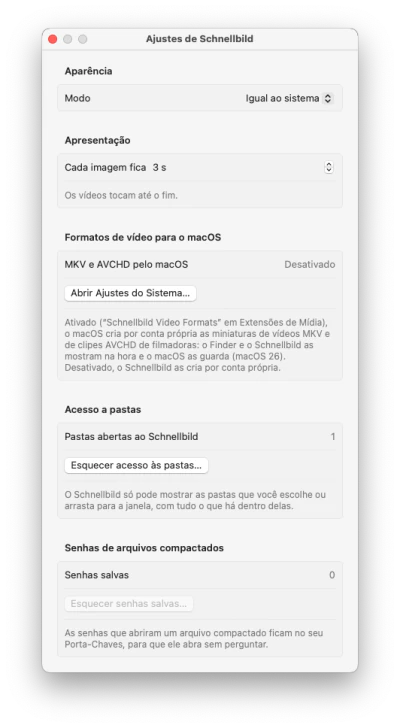 Ajustes de Schnellbild
Aparência
Modo Igual ao sistema
Apresentação
Cada imagem fica 3 s
Os vídeos tocam até o fim.
Formatos de vídeo para o macOS
MKV e AVCHD pelo macOS Desativado
Abrir Ajustes do Sistema...
Ativado (“Schnellbild Video Formats” em Extensões de Mídia),
o macOS cria por conta própria as miniaturas de vídeos MKV e
de clipes AVCHD de filmadoras: o Finder e o Schnellbild as
mostram na hora e o macOS as guarda (macOS 26).
Desativado, o Schnellbild as cria por conta própria.
Acesso a pastas
Pastas abertas ao Schnellbild 1
Esquecer acesso às pastas...
O Schnellbild só pode mostrar as pastas que você escolhe ou
arrasta para a janela, com tudo o que há dentro delas.
Senhas de arquivos compactados
Senhas salvas 0
Esquecer senhas salvas...
As senhas que abriram um arquivo compactado ficam no seu
Porta-Chaves, para que ele abra sem perguntar.